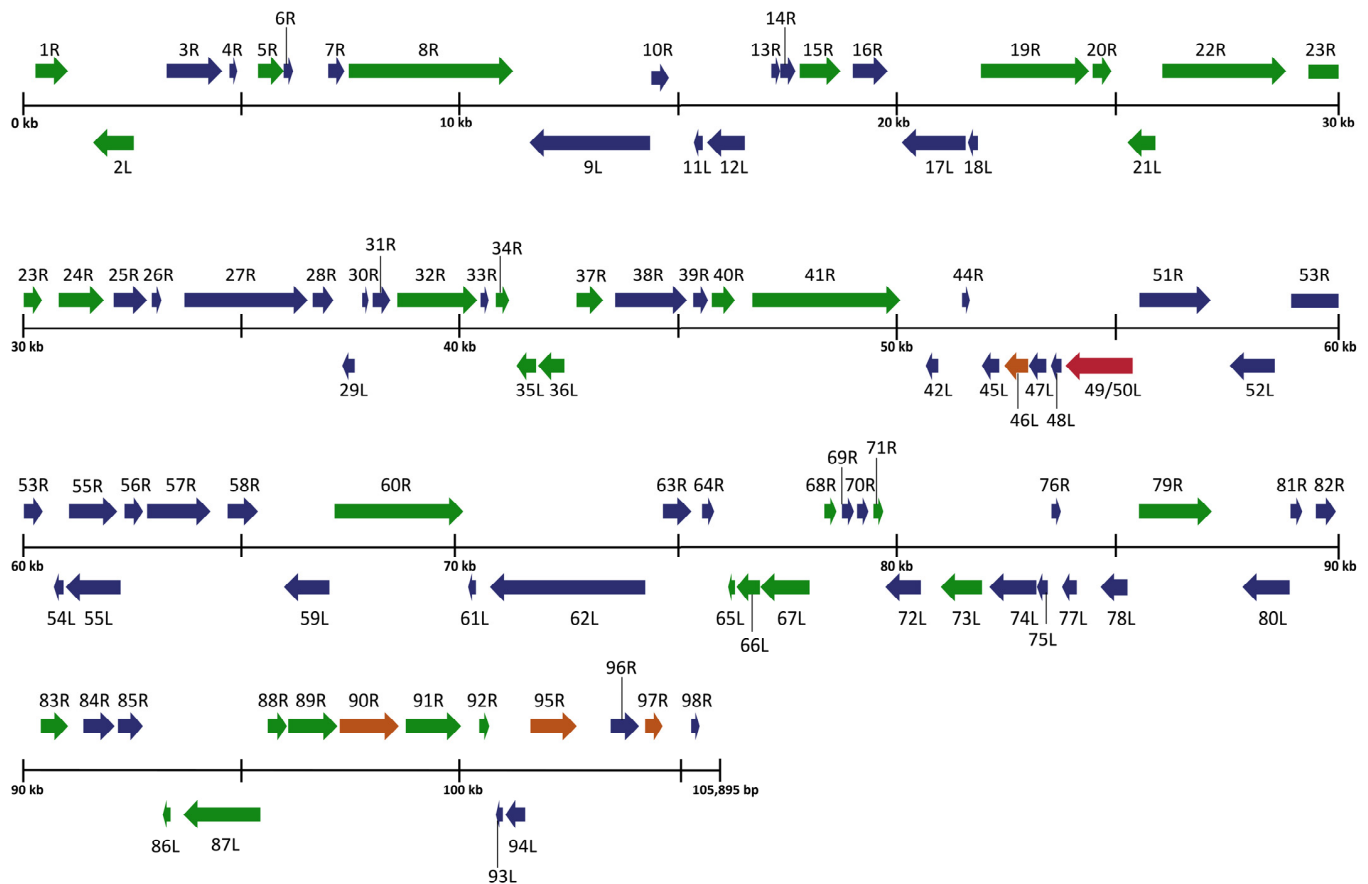 6R 14R
1R 3R 4R 5R 7R 8R 10R 13R 15R 16R 19R 20R 22R 23R
0 kb 10 kb 20 kb 30 kb
2L 9L 11L 12L 17L 18L 21L
31R 34R
23R 24R 25R 26R 27R 28R 30R 32R 33R 37R 38R 39R 40R 41R 44R 51R 53R
30 kb 40 kb 50 kb 60 kb
29L 35L 36L 42L 45L 47L 49/50L 52L
46L 48L
69R 71R
53R 55R 56R 57R 58R 60R 63R 64R 68R 70R 76R 79R 81R 82R
60 kb 70 kb 80 kb 90 kb
54L 55L 59L 61L 62L 65L 67L 72L 73L 74L 77L 78L 80L
66L 75L
96R
83R 84R 85R 88R 89R 90R 91R 92R 95R 97R 98R
90 kb 100 kb 105,895 bp
86L 87L 94L
93L